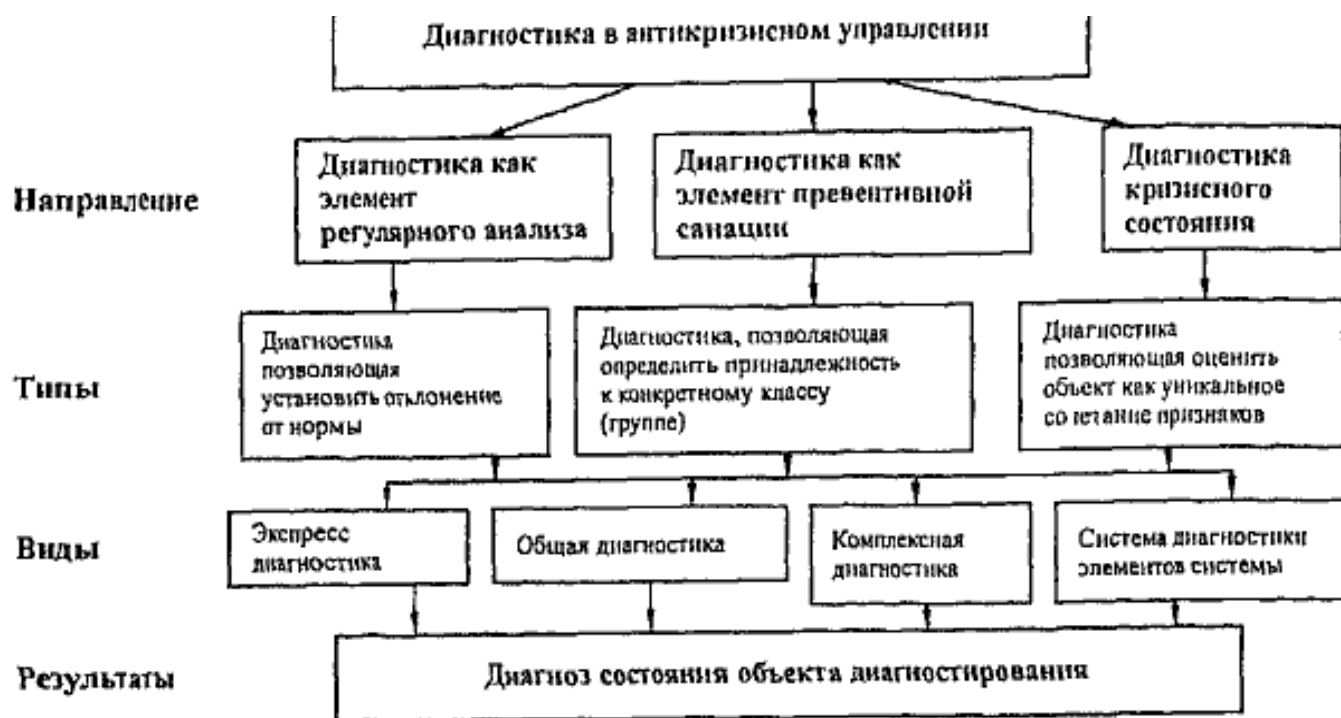 Диагностика в антикризисном управлении
Направление
Диагностика как
элемент
регулярного анализа
Диагностика как
элемент превентивной
санации
Диагностика
кризисного
состояния
Типы
Диагностика
позволяющая
установить отклонение
от нормы
Диагностика, позволяющая
определить принадлежность
к конкретному классу
(группе)
Диагностика
позволяющая оценить
объект как уникальное
сочетание признаков
Виды
Экспресс
диагностика
Общая диагностика
Комплексная
диагностика
Система диагностики
элементов системы
Результаты
Диагноз состояния объекта диагностирования